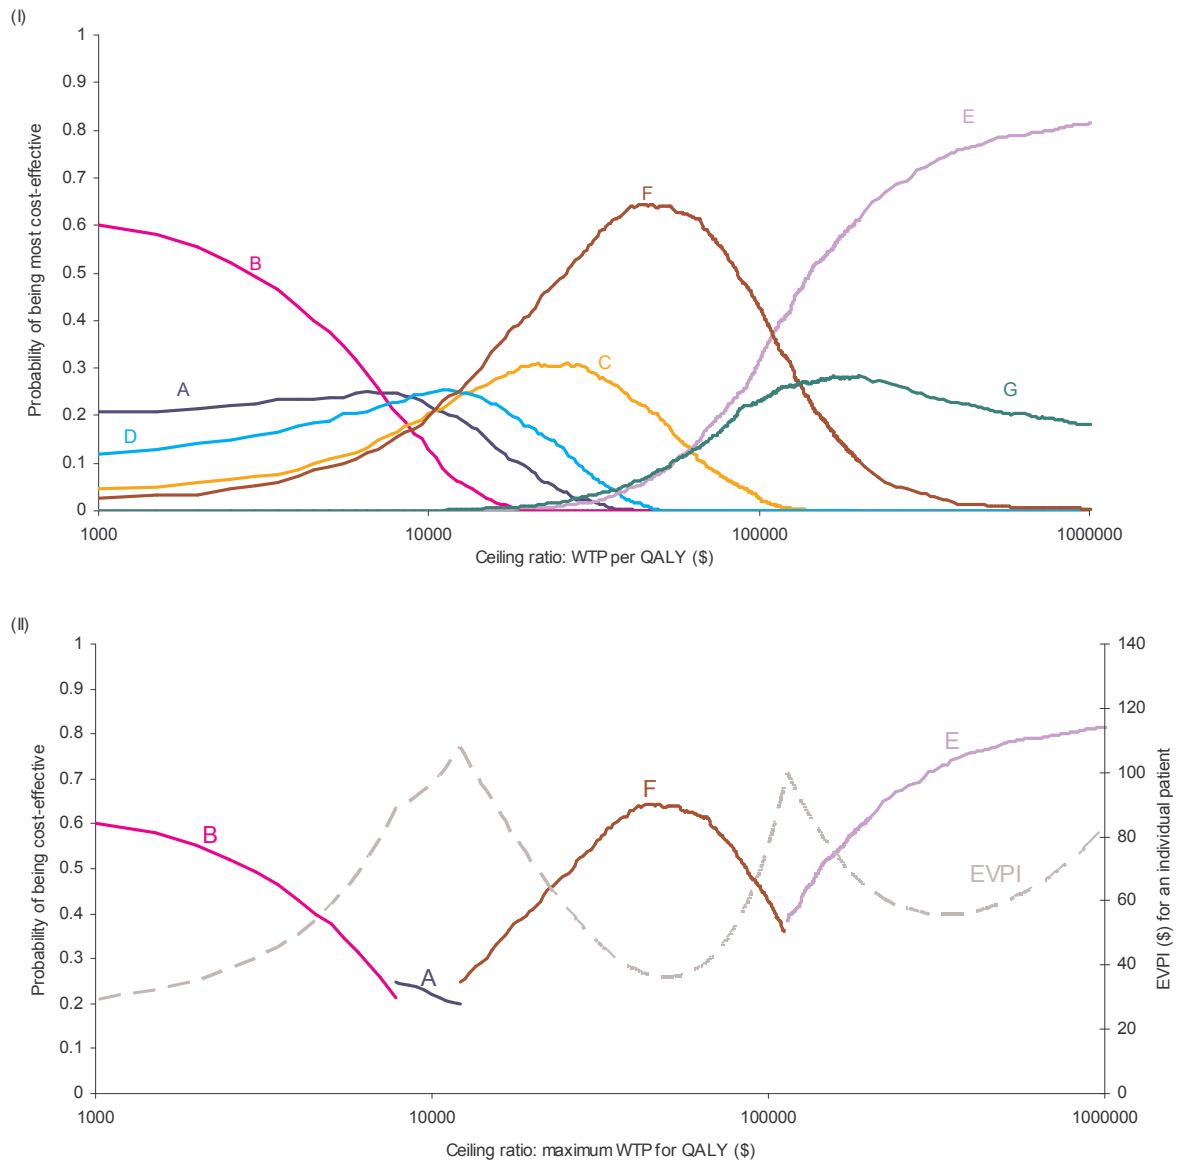 (I)
1
0.9
0.8
0.7
0.6
0.5
0.4
0.3
0.2
0.1
0
Probability of being most cost-effective
A
B
C
D
E
F
G
1000
10000
100000
1000000
Ceiling ratio: WTP per QALY ($)
(II)
1
0.9
0.8
0.7
0.6
0.5
0.4
0.3
0.2
0.1
0
Probability of being cost-effective
B
A
F
E
EVPI
140
120
100
80
60
40
20
0
EVPI ($) for an individual patient
1000
10000
100000
1000000
Ceiling ratio: maximum WTP for QALY ($)